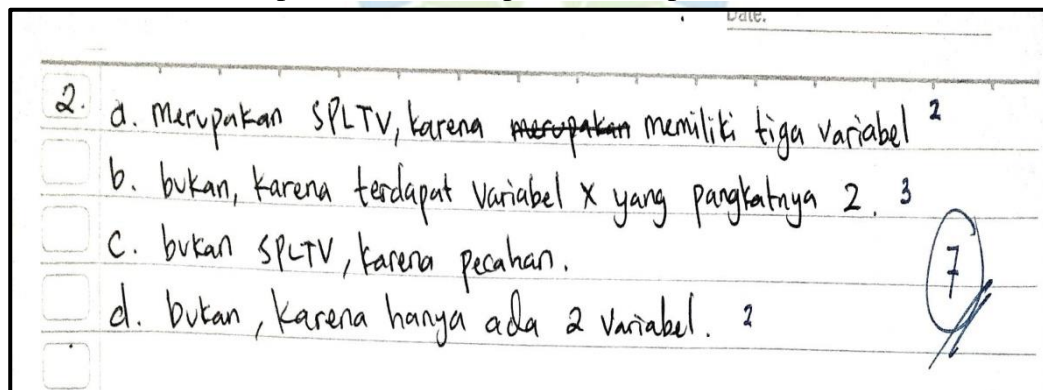 Date.
2. a. Merupakan SPLTV, karena merupakan memiliki tiga variabel 2
b. bukan, karena terdapat variabel x yang pangkatnya 2. 3
c. bukan SPLTV, karena pecahan.
7
d. bukan, karena hanya ada 2 variabel. 2